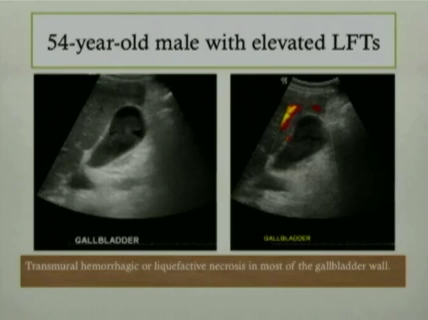 54-year-old male with elevated LFTs
GALLBLADDER
GALLBLADDER
Transmural hemorrhagic or liquefactive necrosis in most of the gallbladder wall.